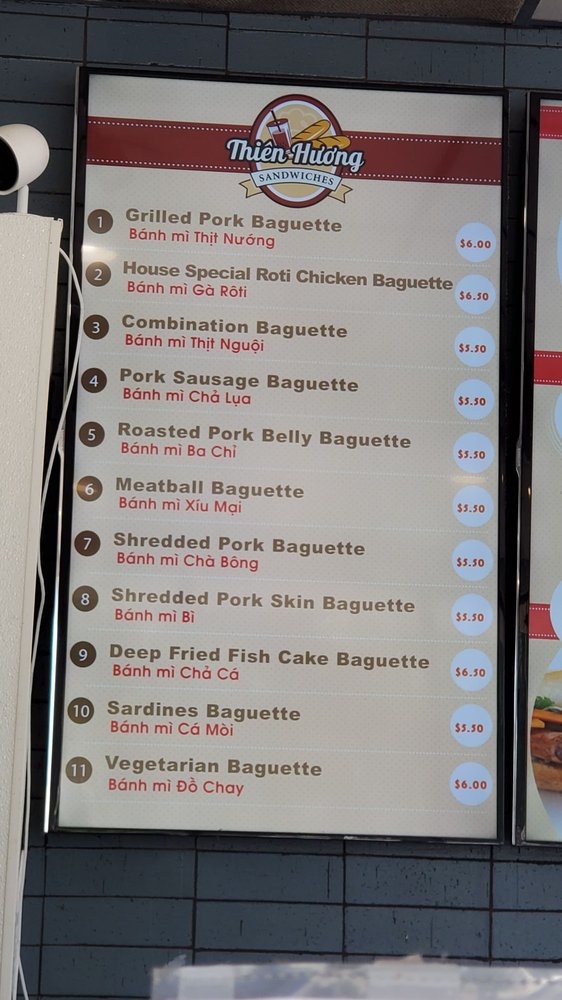 Thiên Hương
SANDWICHES
1 Grilled Pork Baguette
Bánh mì Thịt Nướng
$6.00
2 House Special Roti Chicken Baguette
Bánh mì Gà Rôti
$6.50
3 Combination Baguette
Bánh mì Thịt Nguội
$5.50
4 Pork Sausage Baguette
Bánh mì Chả Lụa
$5.50
5 Roasted Pork Belly Baguette
Bánh mì Ba Chỉ
$5.50
6 Meatball Baguette
Bánh mì Xíu Mại
$5.50
7 Shredded Pork Baguette
Bánh mì Chà Bông
$5.50
8 Shredded Pork Skin Baguette
Bánh mì Bì
$5.50
9 Deep Fried Fish Cake Baguette
Bánh mì Chả Cá
$6.50
10 Sardines Baguette
Bánh mì Cá Mòi
$5.50
11 Vegetarian Baguette
Bánh mì Đồ Chay
$6.00